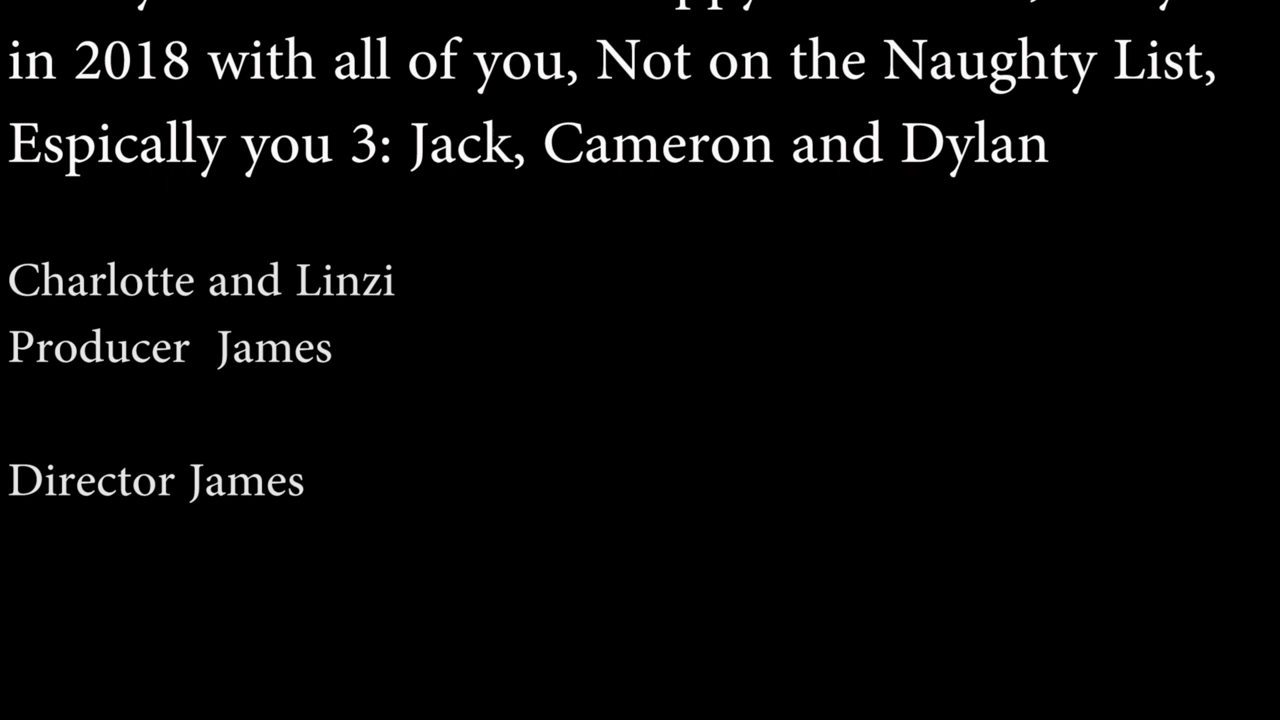 in 2018 with all of you, Not on the Naughty List,
Espically you 3: Jack, Cameron and Dylan
Charlotte and Linzi
Producer  James
Director James